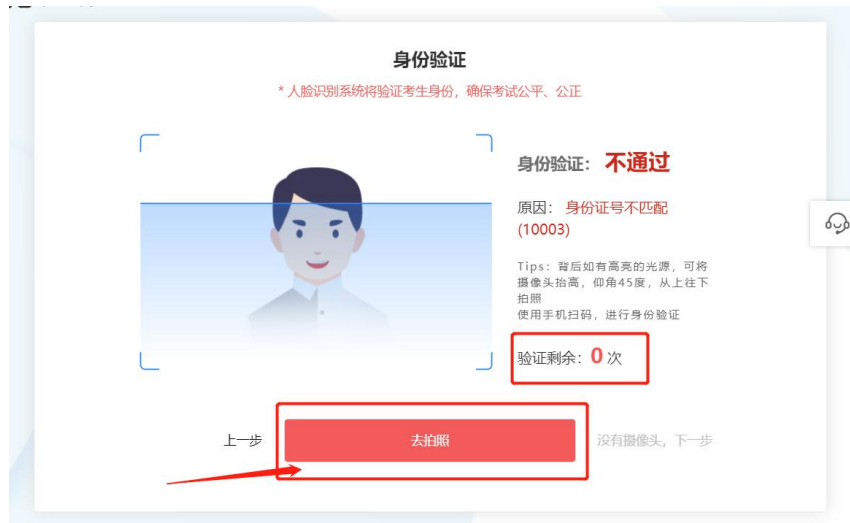 身份验证
* 人脸识别系统将验证考生身份，确保考试公平、公正
身份验证： 不通过
原因： 身份证号不匹配
(10003)
Tips：背后如有高亮的光源，可将
摄像头抬高，仰角45度，从上往下
拍照
使用手机扫码，进行身份验证
验证剩余：0 次
上一步
去拍照
没有摄像头，下一步